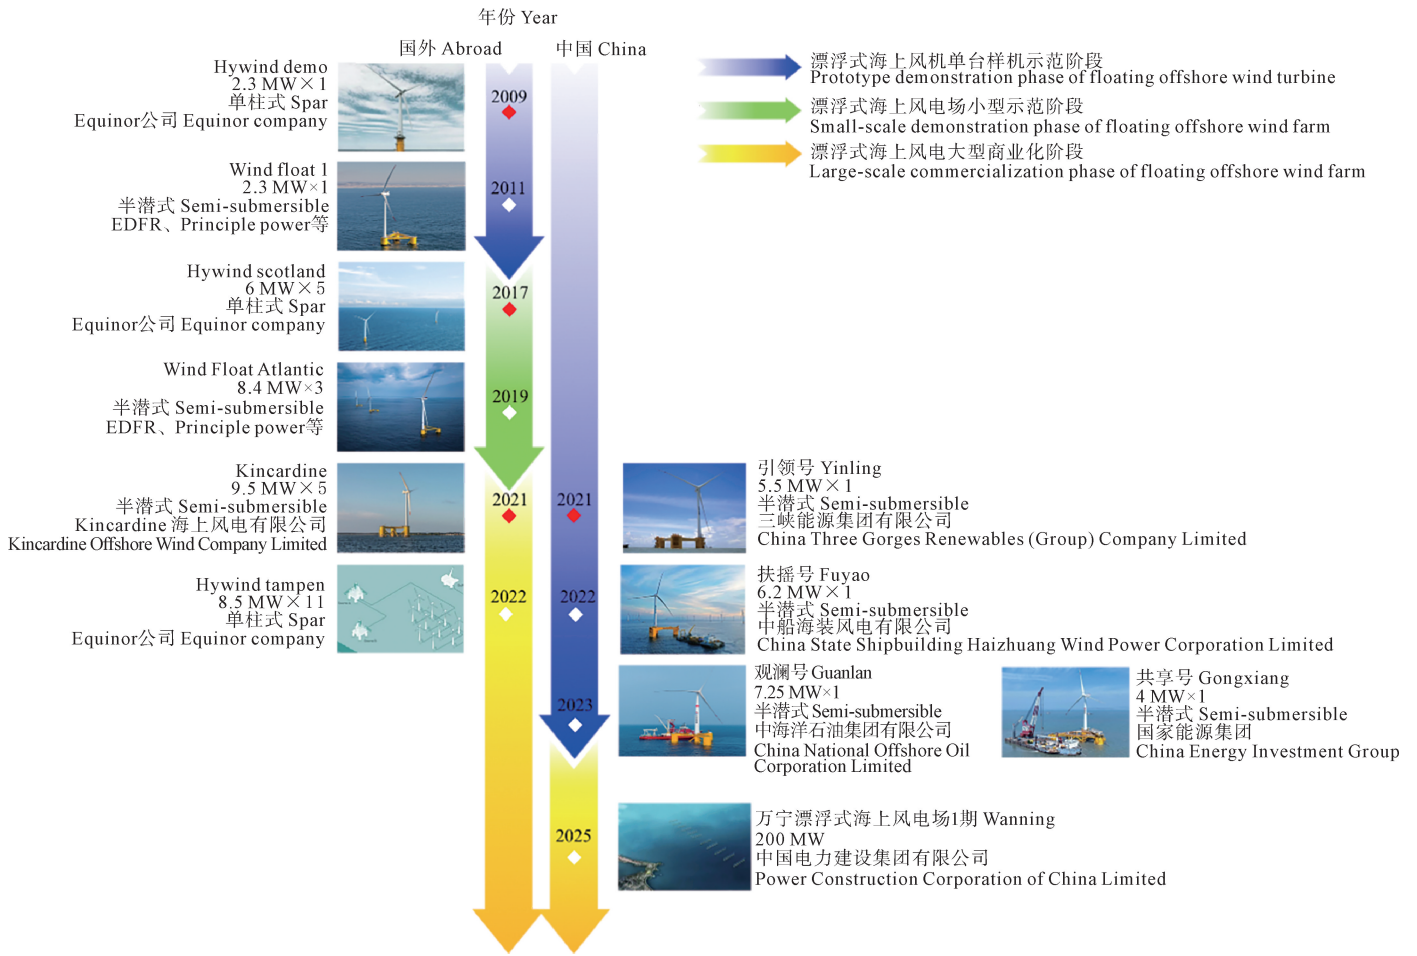 年份 Year
国外 Abroad
中国 China
漂浮式海上风机单台样机示范阶段
Prototype demonstration phase of floating offshore wind turbine
漂浮式海上风电场小型示范阶段
Small-scale demonstration phase of floating offshore wind farm
漂浮式海上风电大型商业化阶段
Large-scale commercialization phase of floating offshore wind farm
Hywind demo
2.3 MW×1
单柱式 Spar
Equinor公司 Equinor company
2009
Wind float 1
2.3 MW×1
半潜式 Semi-submersible
EDFR、Principle power等
2011
Hywind scotland
6 MW×5
单柱式 Spar
Equinor公司 Equinor company
2017
Wind Float Atlantic
8.4 MW×3
半潜式 Semi-submersible
EDFR、Principle power等
2019
Kincardine
9.5 MW×5
半潜式 Semi-submersible
Kincardine 海上风电有限公司
Kincardine Offshore Wind Company Limited
2021
2021
引领号 Yinling
5.5 MW×1
半潜式 Semi-submersible
三峡能源集团有限公司
China Three Gorges Renewables (Group) Company Limited
Hywind tampen
8.5 MW×11
单柱式 Spar
Equinor公司 Equinor company
2022
2022
扶摇号 Fuyao
6.2 MW×1
半潜式 Semi-submersible
中船海装风电有限公司
China State Shipbuilding Haizhuang Wind Power Corporation Limited
2023
观澜号 Guanlan
7.25 MW×1
半潜式 Semi-submersible
中海洋石油集团有限公司
China National Offshore Oil
Corporation Limited
共享号 Gongxiang
4 MW×1
半潜式 Semi-submersible
国家能源集团
China Energy Investment Group
2025
万宁漂浮式海上风电场1期 Wanning
200 MW
中国电力建设集团有限公司
Power Construction Corporation of China Limited